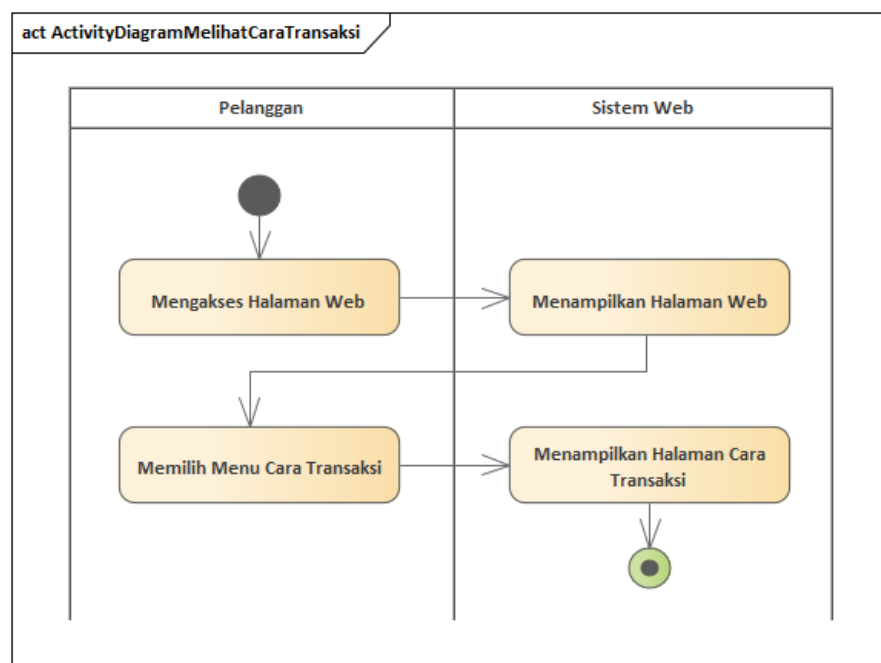 act ActivityDiagramMelihatCaraTransaksi
Pelanggan
Sistem Web
Mengakses Halaman Web
Menampilkan Halaman Web
Memilih Menu Cara Transaksi
Menampilkan Halaman Cara
Transaksi